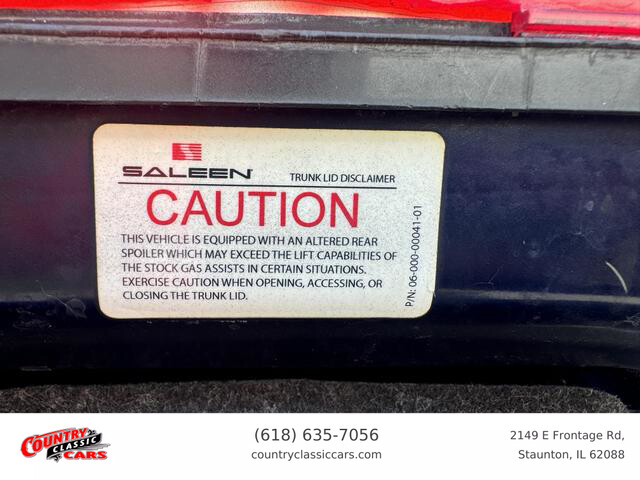 SALEEN
TRUNK LID DISCLAIMER
CAUTION
THIS VEHICLE IS EQUIPPED WITH AN ALTERED REAR
SPOILER WHICH MAY EXCEED THE LIFT CAPABILITIES OF
THE STOCK GAS ASSISTS IN CERTAIN SITUATIONS.
EXERCISE CAUTION WHEN OPENING, ACCESSING, OR
CLOSING THE TRUNK LID.
P/N: 06-000-00041-01
COUNTRY
CLASSIC
CARS
(618) 635-7056
countryclassiccars.com
2149 E Frontage Rd,
Staunton, IL 62088